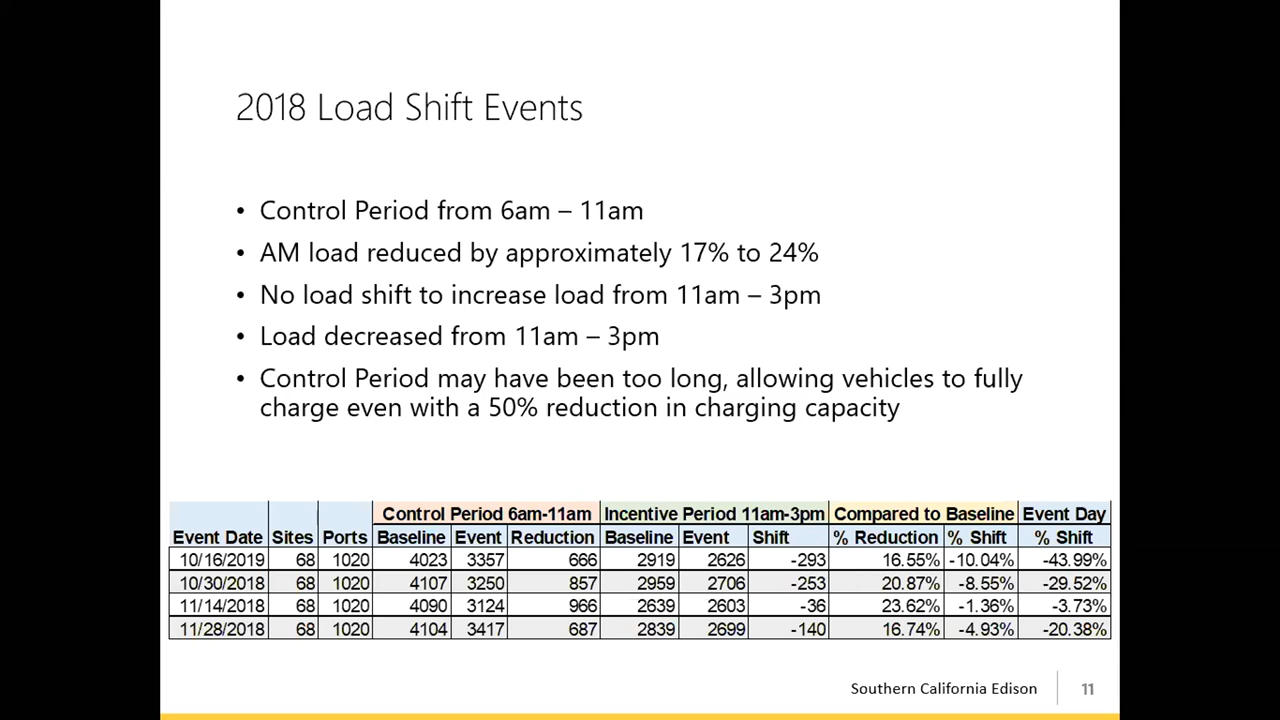 2018 Load Shift Events
• Control Period from 6am – 11am
• AM load reduced by approximately 17% to 24%
• No load shift to increase load from 11am – 3pm
• Load decreased from 11am – 3pm
• Control Period may have been too long, allowing vehicles to fully
charge even with a 50% reduction in charging capacity
Control Period 6am-11am Incentive Period 11am-3pm Compared to Baseline Event Day
Event Date Sites Ports Baseline Event Reduction Baseline Event Shift % Reduction % Shift % Shift
10/16/2019 68 1020 4023 3357 666 2919 2626 -293 16.55% -10.04% -43.99%
10/30/2018 68 1020 4107 3250 857 2959 2706 -253 20.87% -8.55% -29.52%
11/14/2018 68 1020 4090 3124 966 2639 2603 -36 23.62% -1.36% -3.73%
11/28/2018 68 1020 4104 3417 687 2839 2699 -140 16.74% -4.93% -20.38%
Southern California Edison 11